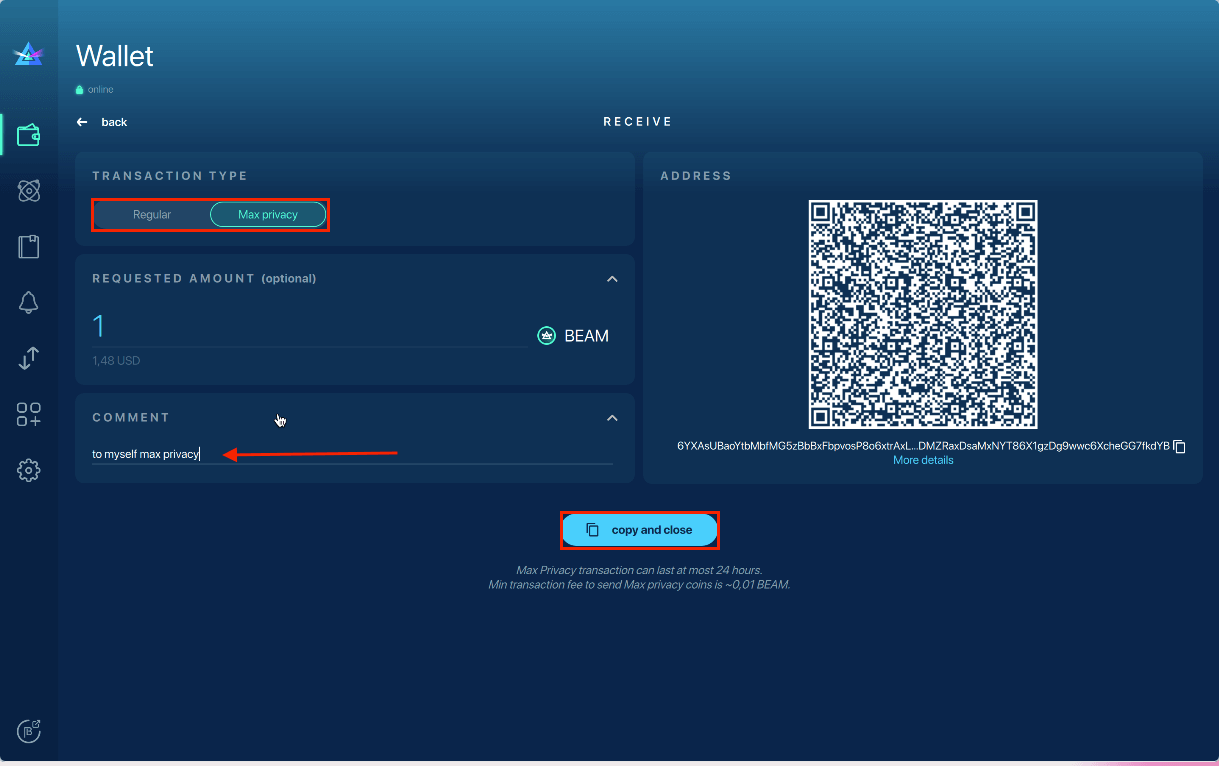 Wallet
online
back
RECEIVE
TRANSACTION TYPE
Regular
Max privacy
REQUESTED AMOUNT (optional)
1
BEAM
1,48 USD
COMMENT
to myself max privacy
ADDRESS
6YXAsUBaoYtbMbfMG5zBbBxFbpvosP8o6xtrAxL...DMZRaxDsaMxNYT86X1gzDg9wwc6XcheGG7fkdYB
More details
copy and close
Max Privacy transaction can last at most 24 hours.
Min transaction fee to send Max privacy coins is ~0,01 BEAM.